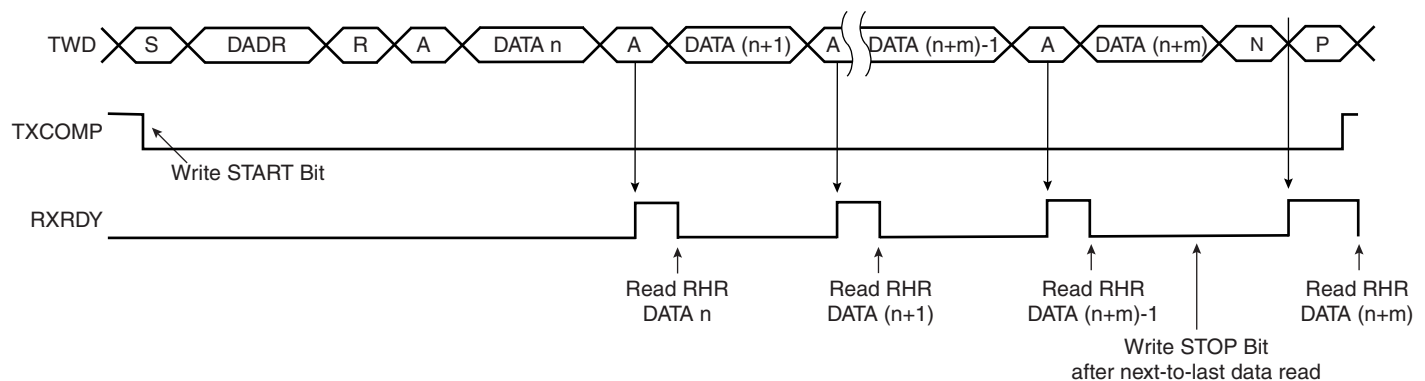 TWD S DADR R A DATA n A DATA (n+1) A DATA (n+m)-1 A DATA (n+m) N P
TXCOMP
Write START Bit
RXRDY
Read RHR Read RHR Read RHR Read RHR
DATA n DATA (n+1) DATA (n+m)-1 DATA (n+m)
Write STOP Bit
after next-to-last data read